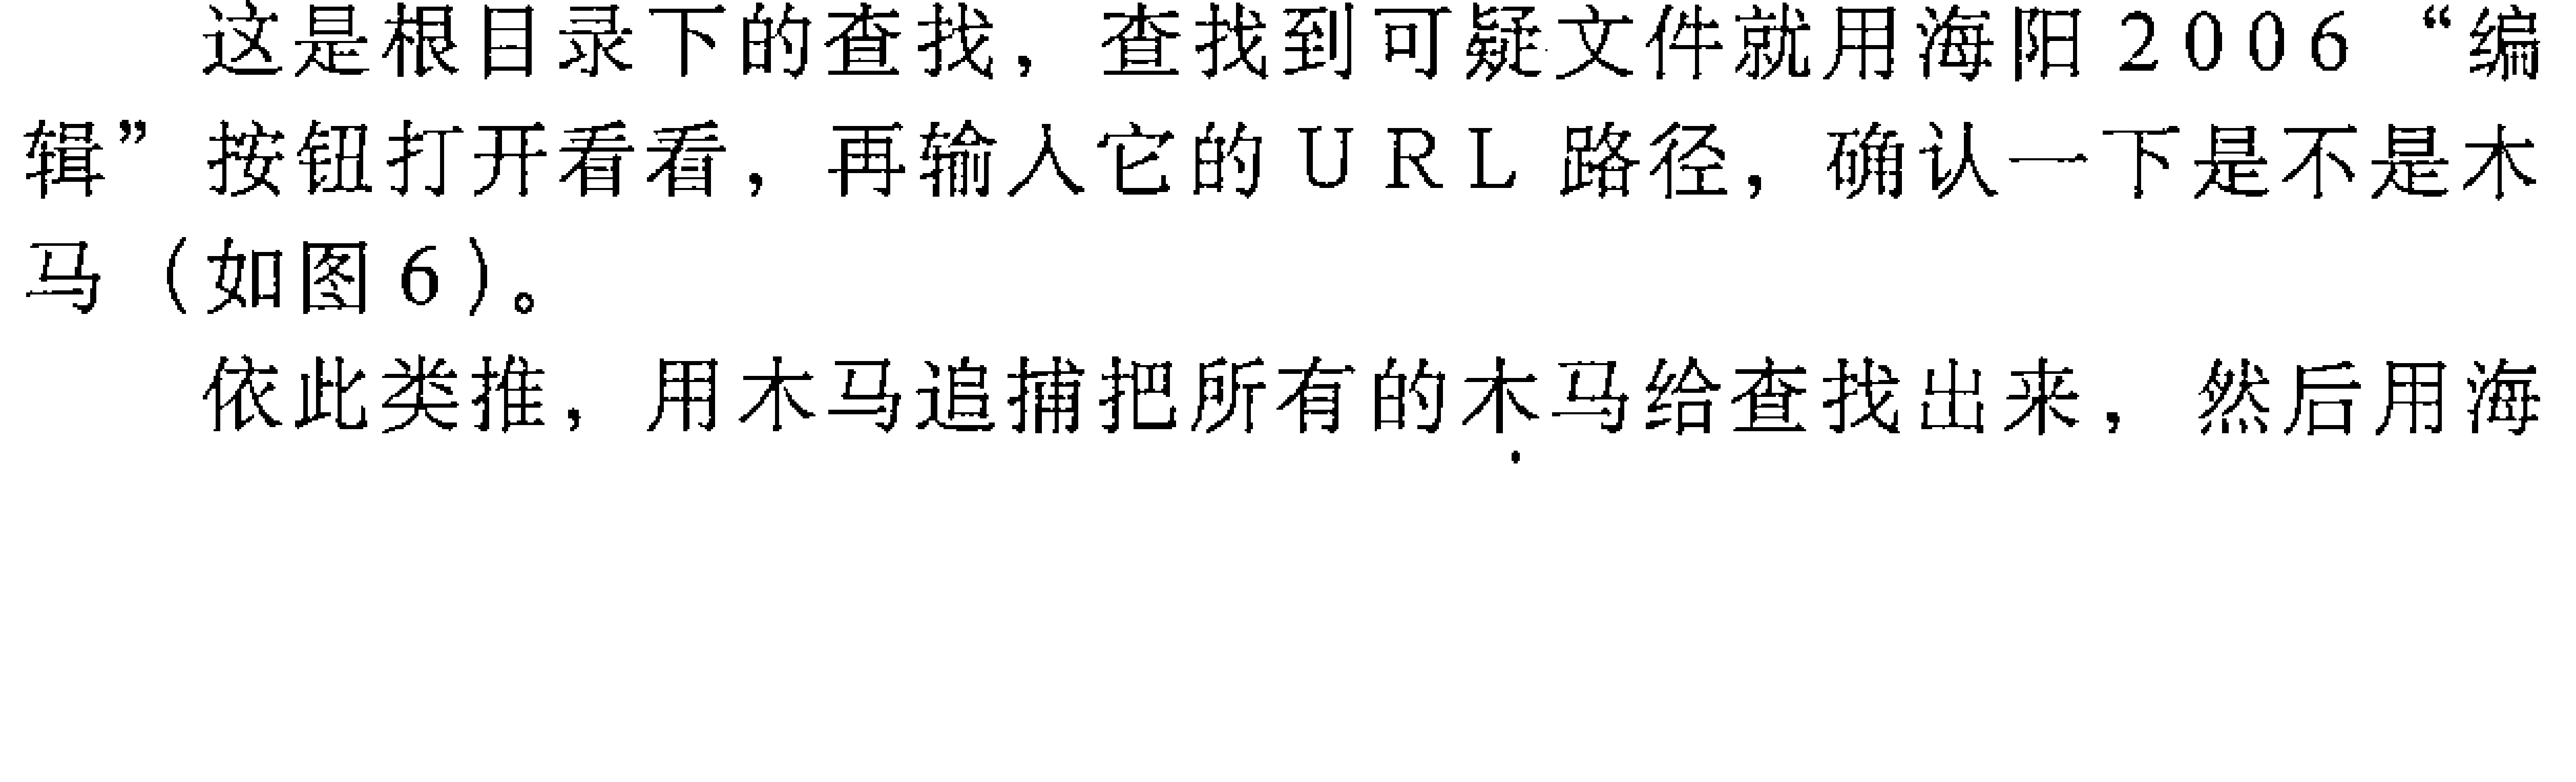 这是根目录下的查找，查找到可疑文件就用海阳2006“编
辑”按钮打开看看，再输入它的URL路径，确认一下是不是木
马（如图6）。
依此类推，用木马追捕把所有的木马给查找出来，然后用海